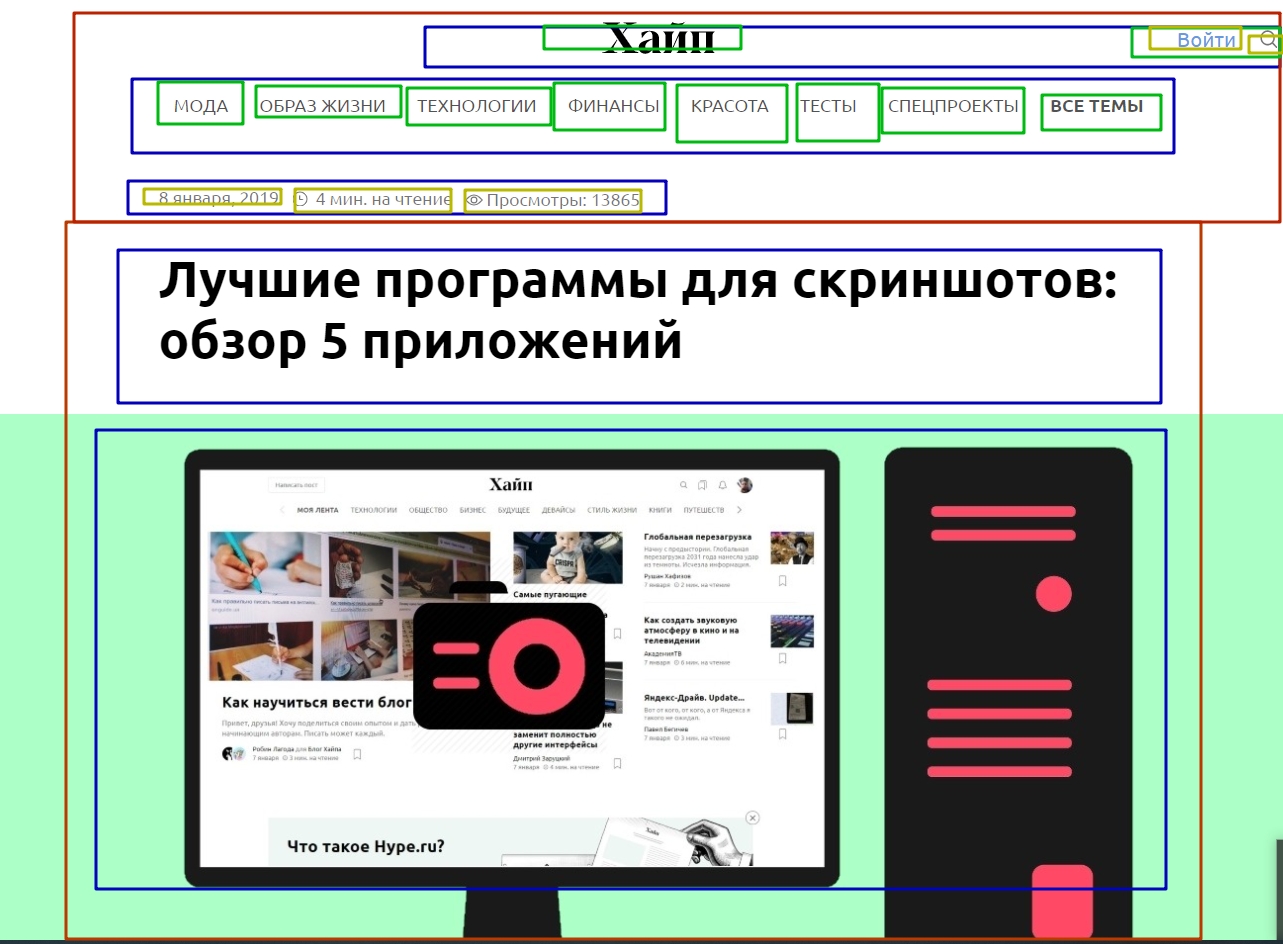 Хайп
Войти
МОДА ОБРАЗ ЖИЗНИ ТЕХНОЛОГИИ ФИНАНСЫ КРАСОТА ТЕСТЫ СПЕЦПРОЕКТЫ ВСЕ ТЕМЫ
8 января, 2019 4 мин. на чтение Просмотры: 13865
Лучшие программы для скриншотов:
обзор 5 приложений
Написать пост
Хайп
МОЯ ЛЕНТА ТЕХНОЛОГИИ ОБЩЕСТВО БИЗНЕС БУДУЩЕЕ ДЕВАЙСЫ СТИЛЬ ЖИЗНИ КНИГИ ПУТЕШЕСТВ
Как научиться вести блог
Привет, друзья! Хочу поделиться своим опытом и дать
начинающим авторам. Писать может каждый.
Робин Лагода для Блог Хайпа
7 января 3 мин. на чтение
CRISPR
Самые пугающие
не
заменит полностью
другие интерфейсы
Дмитрий Заруцкий
7 января 4 мин. на чтение
Глобальная перезагрузка
Начну с предыстории. Глобальная
перезагрузка 2031 года нанесла удар
из темноты. Исчезла информация.
Рушан Хафизов
7 января 2 мин. на чтение
Как создать звуковую
атмосферу в кино и на
телевидении
АкадемияТВ
7 января 6 мин. на чтение
Яндекс-Драйв. Update...
Вот от кого, от кого, а от Яндекса я
такого не ожидал.
Павел Бегичев
7 января 3 мин. на чтение
Что такое Hype.ru?
Хайп